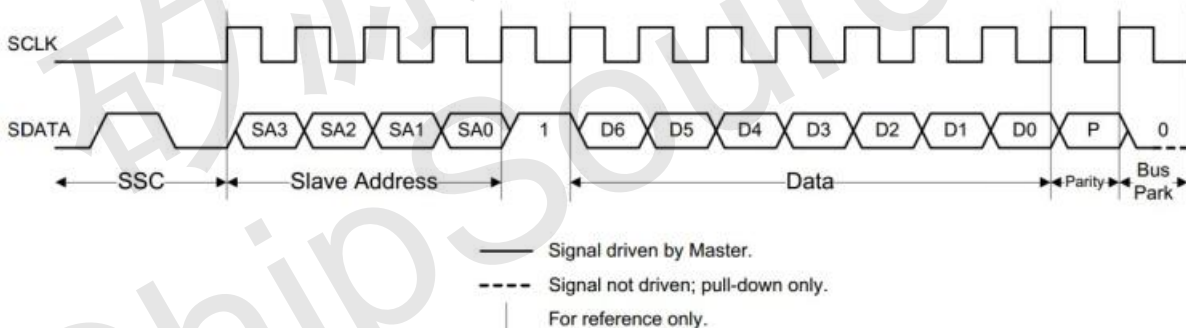 SCLK
SDATA SA3 SA2 SA1 SA0 1 D6 D5 D4 D3 D2 D1 D0 P 0
SSC Slave Address Data Parity Bus Park
Signal driven by Master.
Signal not driven; pull-down only.
For reference only.